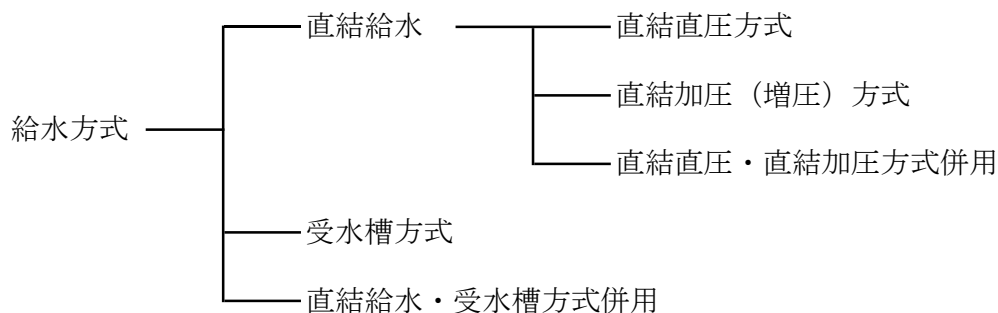 直結給水
直結直圧方式
直結加圧（増圧）方式
給水方式
直結直圧・直結加圧方式併用
受水槽方式
直結給水・受水槽方式併用